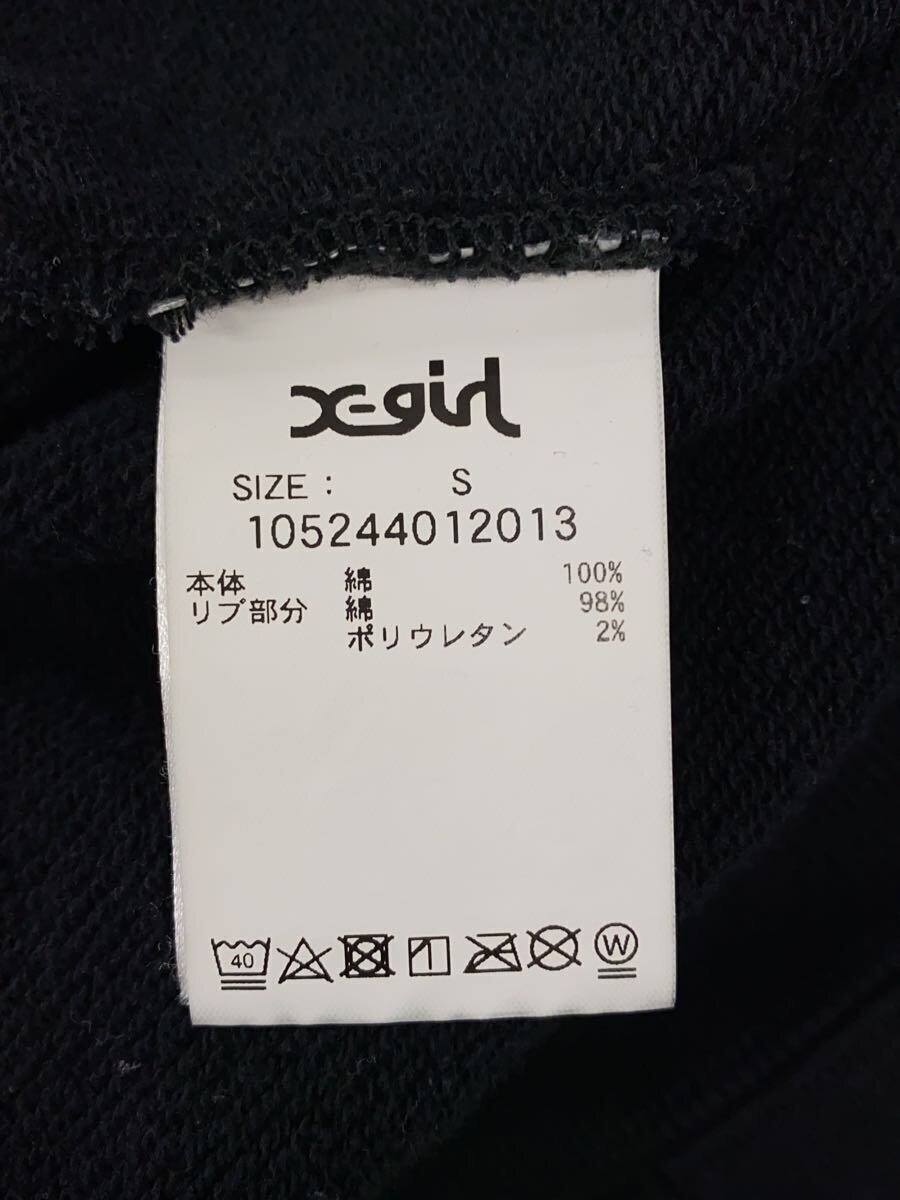 X-girl
SIZE : S
105244012013
本体 綿 100%
リブ部分 綿 98%
ポリウレタン 2%
40
W